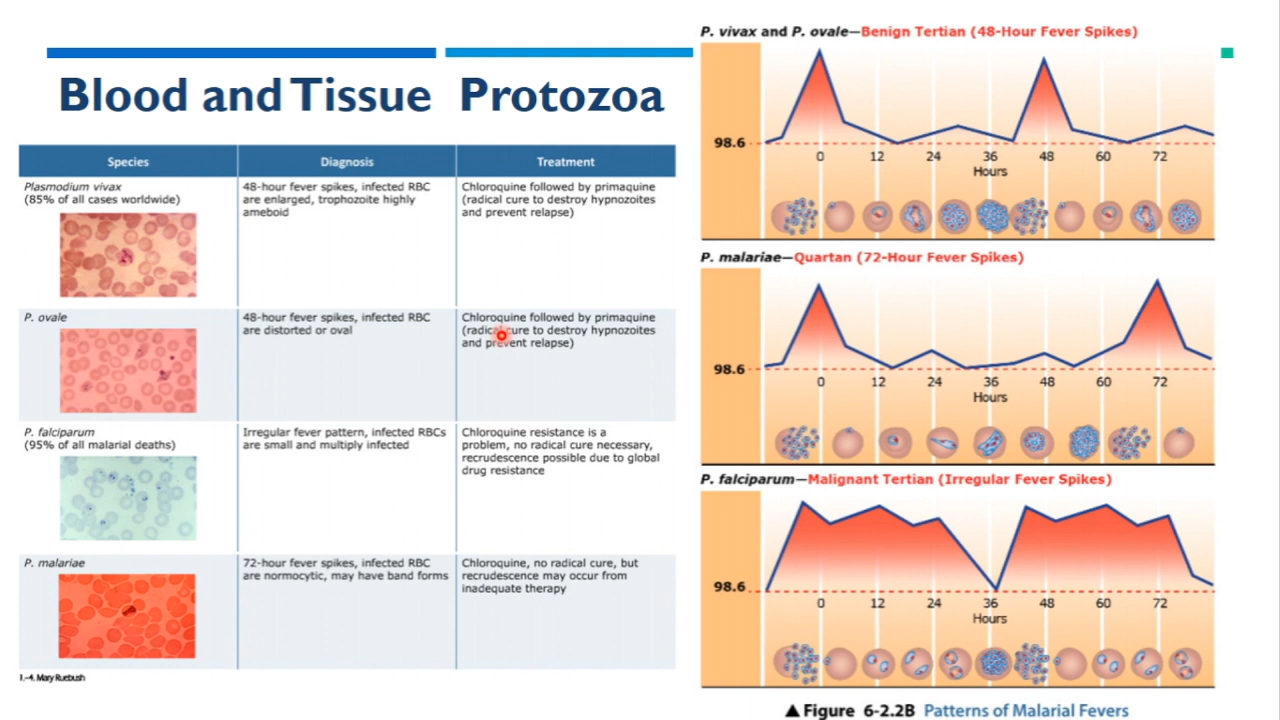 Blood and Tissue Protozoa
Species Diagnosis Treatment
Plasmodium vivax
(85% of all cases worldwide)
48-hour fever spikes, infected RBC
are enlarged, trophozoite highly
ameboid
Chloroquine followed by primaquine
(radical cure to destroy hypnozoites
and prevent relapse)
P. ovale
48-hour fever spikes, infected RBC
are distorted or oval
Chloroquine followed by primaquine
(radical cure to destroy hypnozoites
and prevent relapse)
P. falciparum
(95% of all malarial deaths)
Irregular fever pattern, infected RBCs
are small and multiply infected
Chloroquine resistance is a
problem, no radical cure necessary,
recrudescence possible due to global
drug resistance
P. malariae
72-hour fever spikes, infected RBC
are normocytic, may have band forms
Chloroquine, no radical cure, but
recrudescence may occur from
inadequate therapy
1.-4. Mary Ruebush
P. vivax and P. ovale—Benign Tertian (48-Hour Fever Spikes)
98.6
0 12 24 36 48 60 72
Hours
P. malariae—Quartan (72-Hour Fever Spikes)
98.6
0 12 24 36 48 60 72
Hours
P. falciparum—Malignant Tertian (Irregular Fever Spikes)
98.6
0 12 24 36 48 60 72
Hours
▲ Figure 6-2.2B Patterns of Malarial Fevers